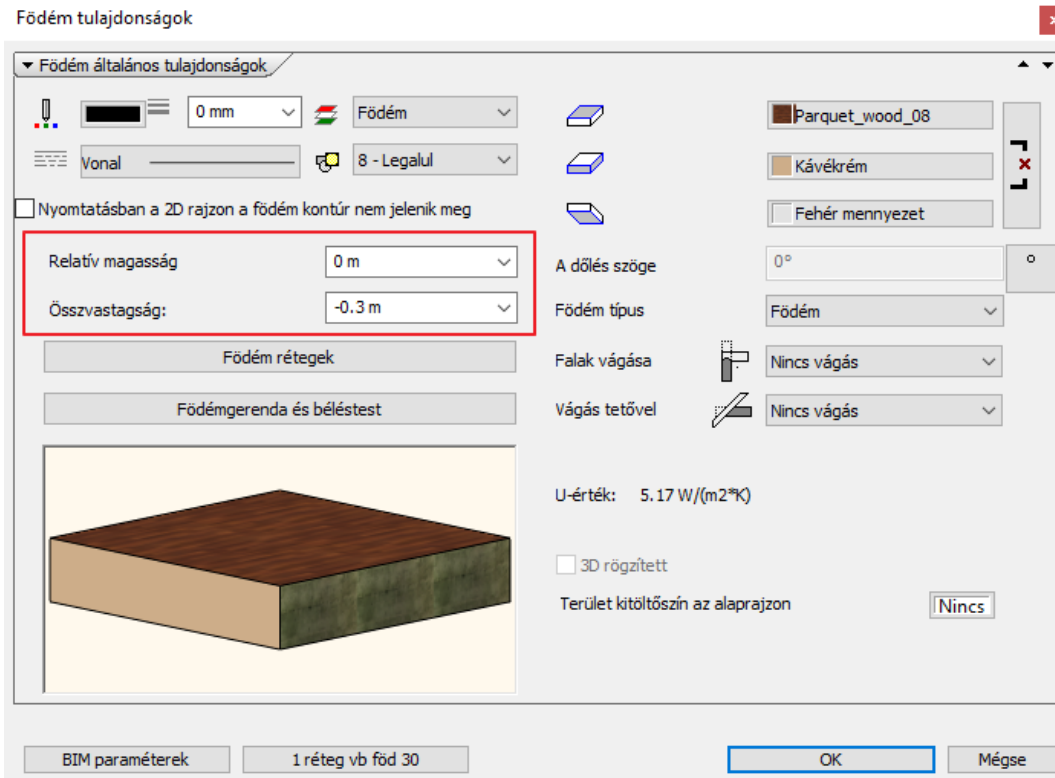 Födém tulajdonságok
Födém általános tulajdonságok
0 mm
Födém
Parquet_wood_08
Vonal
8 - Legalul
Kávékrém
Nyomtatásban a 2D rajzon a födém kontúr nem jelenik meg
Fehér mennyezet
Relatív magasság
0 m
A dőlés szöge
0°
°
Összvastagság:
-0.3 m
Födém típus
Födém
Födém rétegek
Falak vágása
Nincs vágás
Födémgerenda és béléstest
Vágás tetővel
Nincs vágás
U-érték: 5.17 W/(m2*K)
3D rögzített
Terület kitöltőszín az alaprajzon
Nincs
BIM paraméterek
1 réteg vb föd 30
OK
Mégse